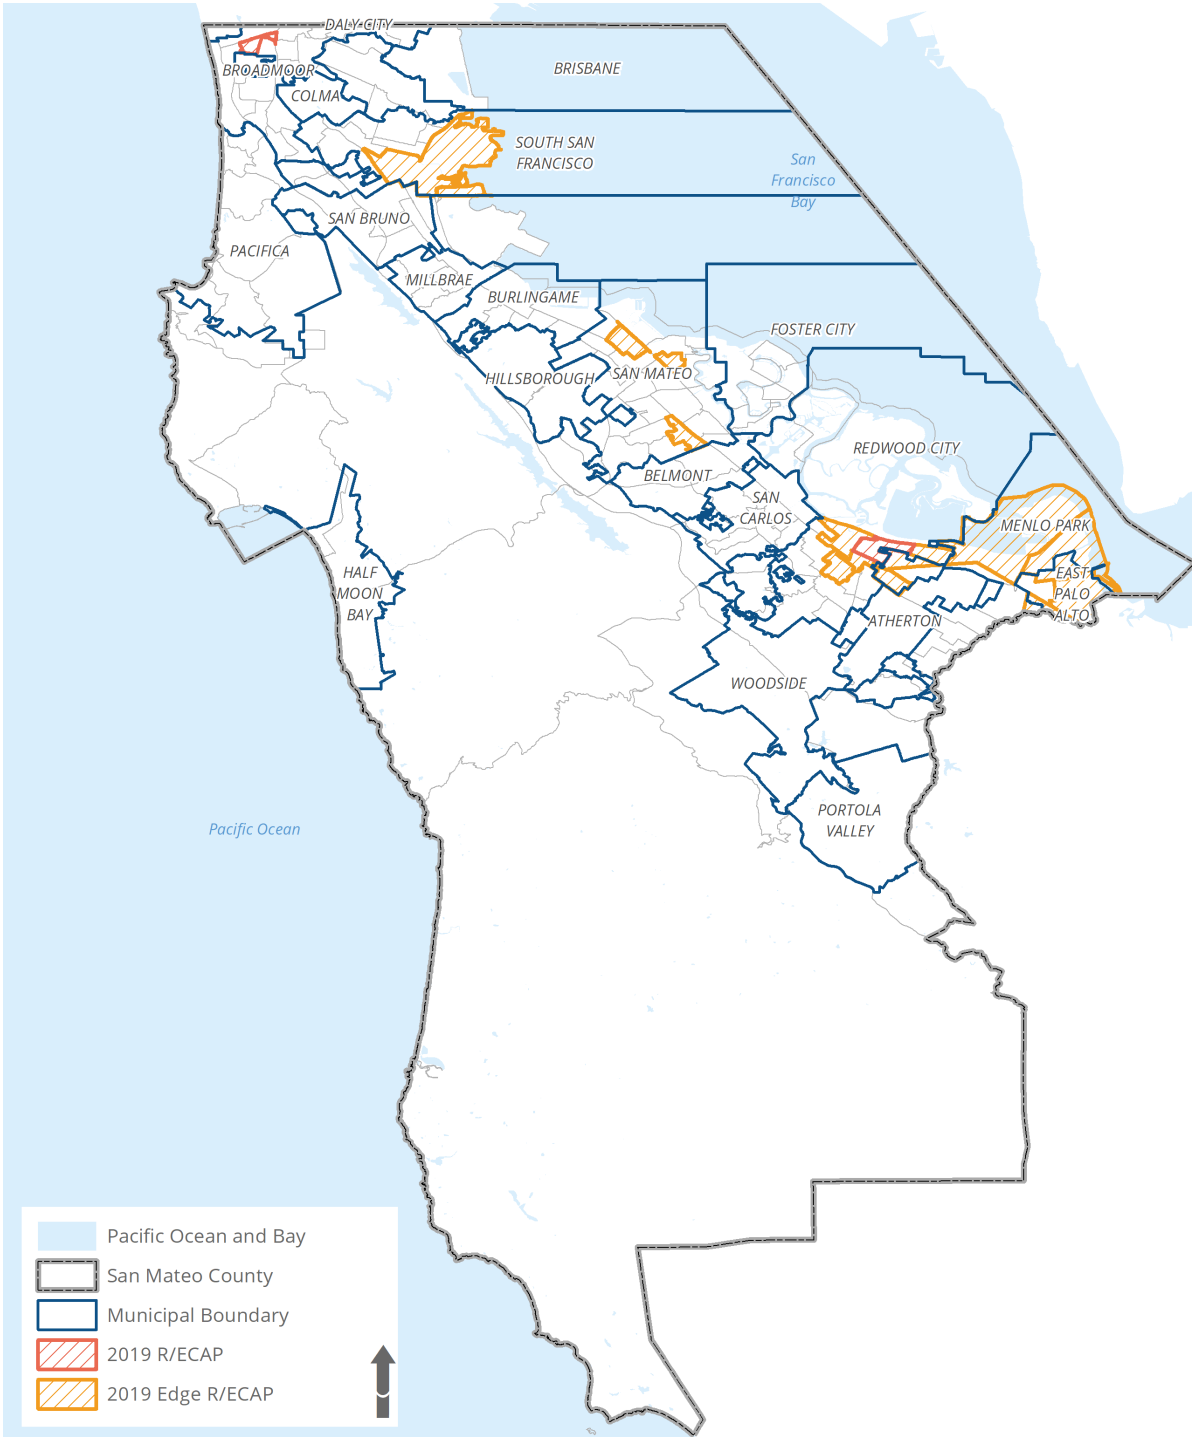 DALY CITY
BROADMOOR
COLMA
BRISBANE
SOUTH SAN
FRANCISCO
San
Francisco
Bay
SAN BRUNO
PACIFICA
MILLBRAE
BURLINGAME
FOSTER CITY
HILLSBOROUGH
SAN MATEO
REDWOOD CITY
BELMONT
SAN
CARLOS
MENLO PARK
HALF
MOON
BAY
EAST
PALO
ALTO
ATHERTON
WOODSIDE
PORTOLA
VALLEY
Pacific Ocean
Pacific Ocean and Bay
San Mateo County
Municipal Boundary
2019 R/ECAP
2019 Edge R/ECAP